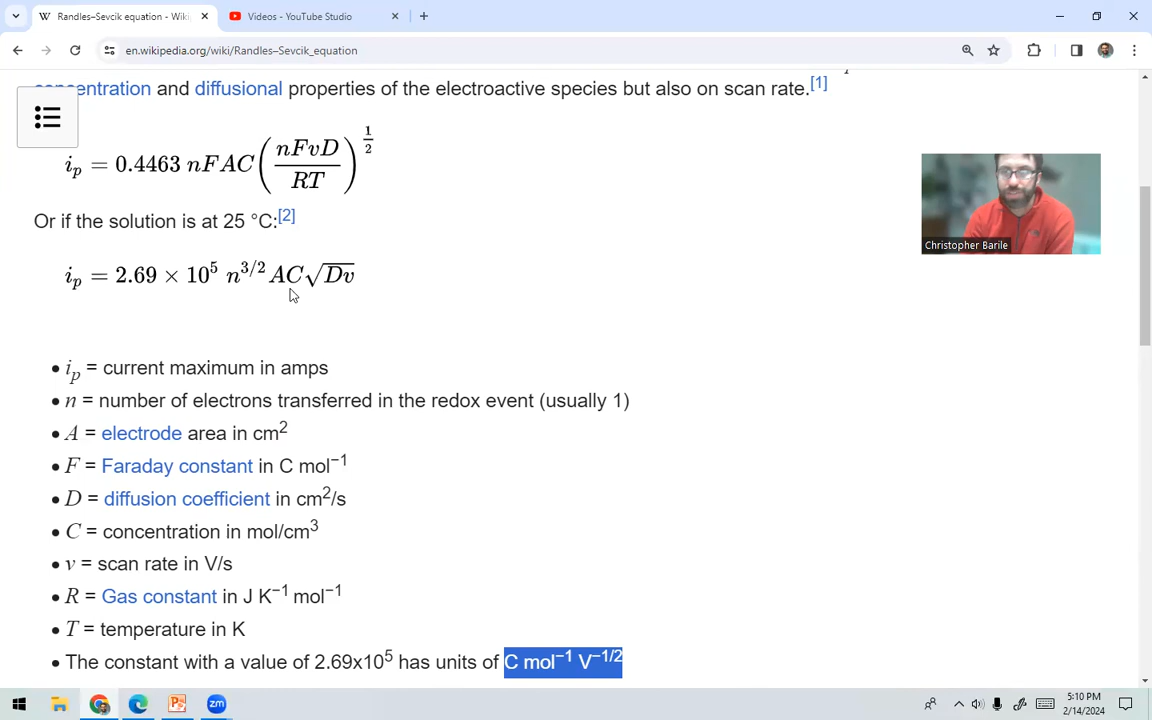 Randles–Sevcik equation - Wiki
Videos - YouTube Studio
en.wikipedia.org/wiki/Randles–Sevcik_equation
concentration and diffusional properties of the electroactive species but also on scan rate.[1]
i_p = 0.4463 nFAC(nFvD/RT)^1/2
Or if the solution is at 25 °C:[2]
i_p = 2.69 × 10⁵ n^3/2 AC√Dv
Christopher Barile
• i_p = current maximum in amps
• n = number of electrons transferred in the redox event (usually 1)
• A = electrode area in cm²
• F = Faraday constant in C mol⁻¹
• D = diffusion coefficient in cm²/s
• C = concentration in mol/cm³
• v = scan rate in V/s
• R = Gas constant in J K⁻¹ mol⁻¹
• T = temperature in K
• The constant with a value of 2.69x10⁵ has units of C mol⁻¹ V⁻¹/²
zm
5:10 PM
2/14/2024